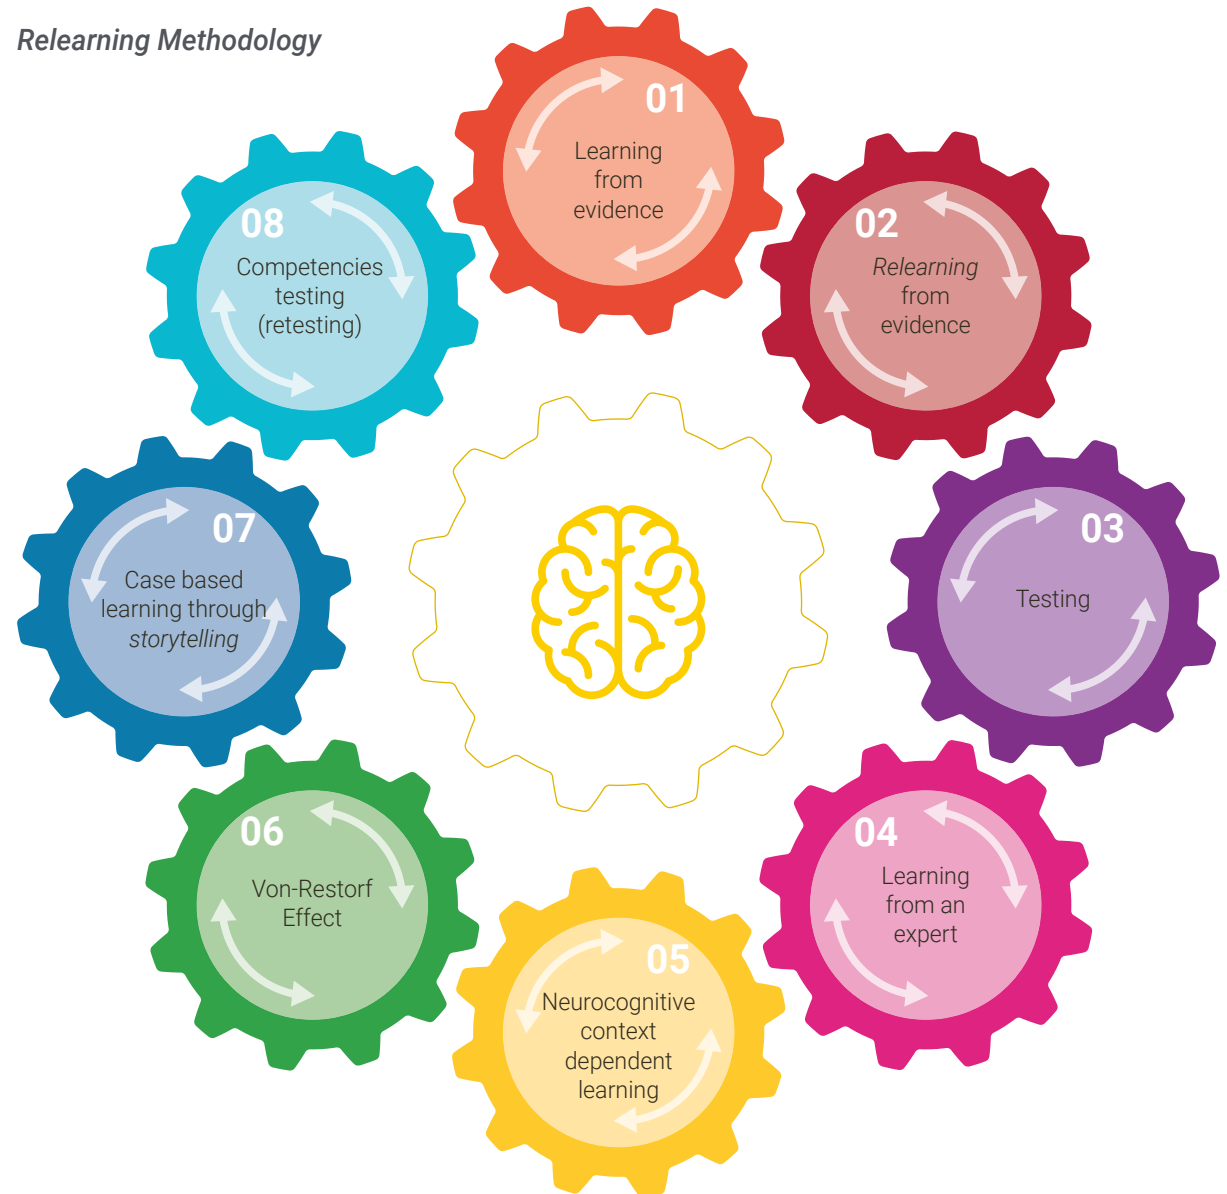 Relearning Methodology
01
Learning
from
evidence
02
Relearning
from
evidence
03
Testing
04
Learning
from an
expert
05
Neurocognitive
context
dependent
learning
06
Von-Restorf
Effect
07
Case based
learning through
storytelling
08
Competencies
testing
(retesting)